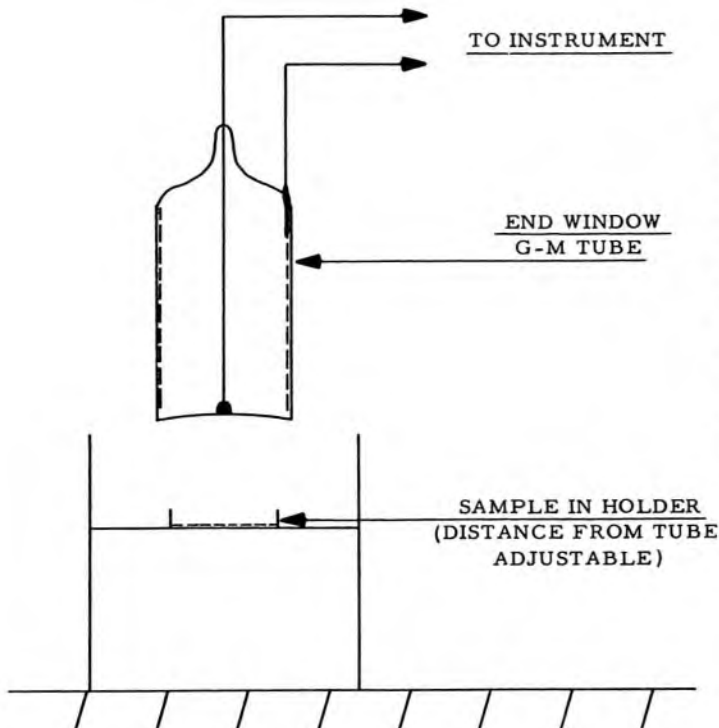 TO INSTRUMENT
END WINDOW
G-M TUBE
SAMPLE IN HOLDER
(DISTANCE FROM TUBE
ADJUSTABLE)